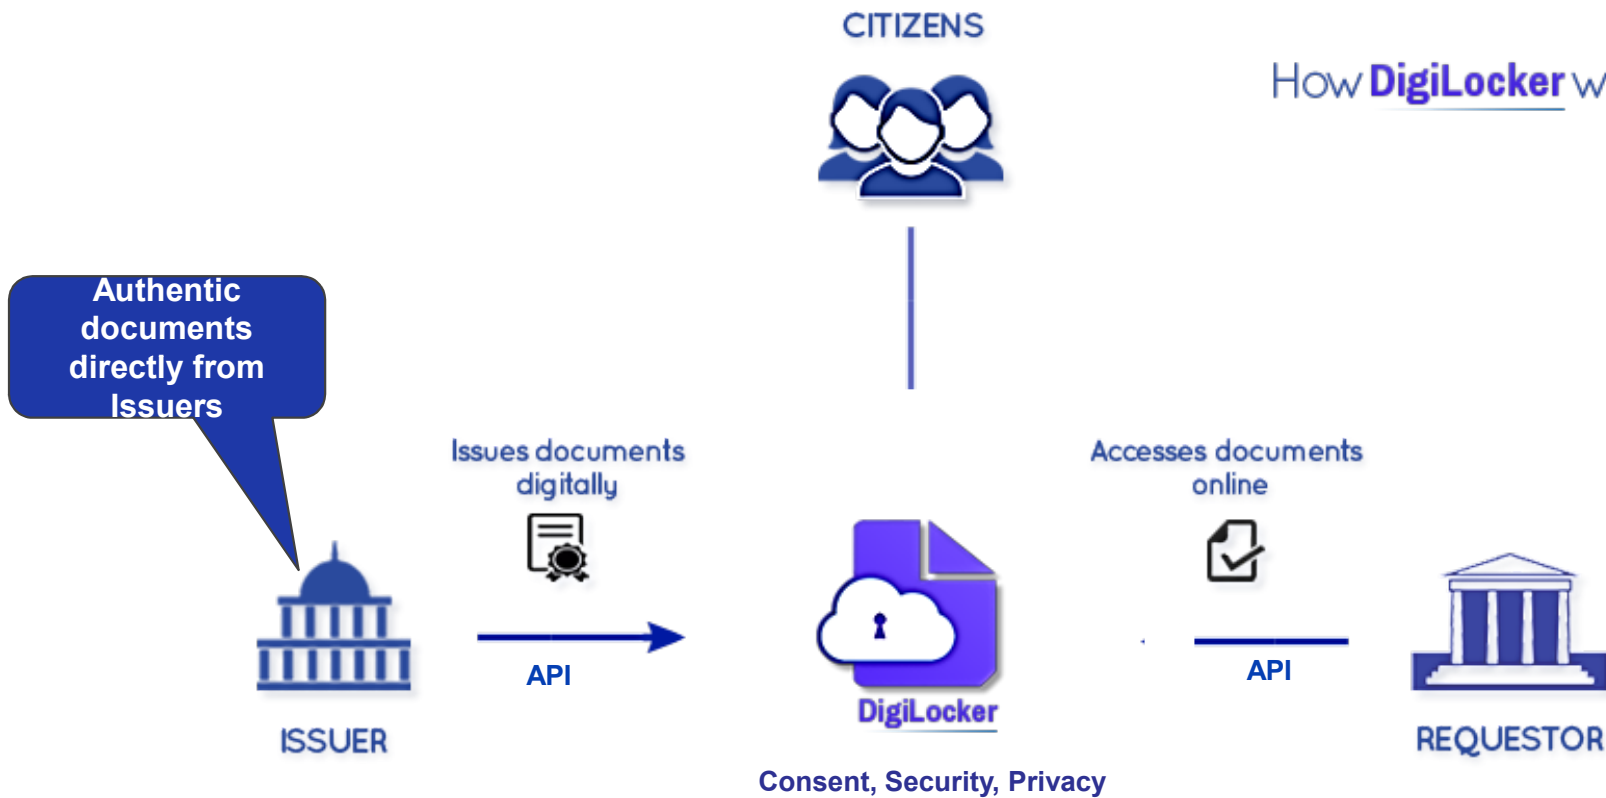 CITIZENS
How DigiLocker w
Authentic
documents
directly from
Issuers
Issues documents
digitally
Accesses documents
online
API
API
DigiLocker
ISSUER
REQUESTOR
Consent, Security, Privacy